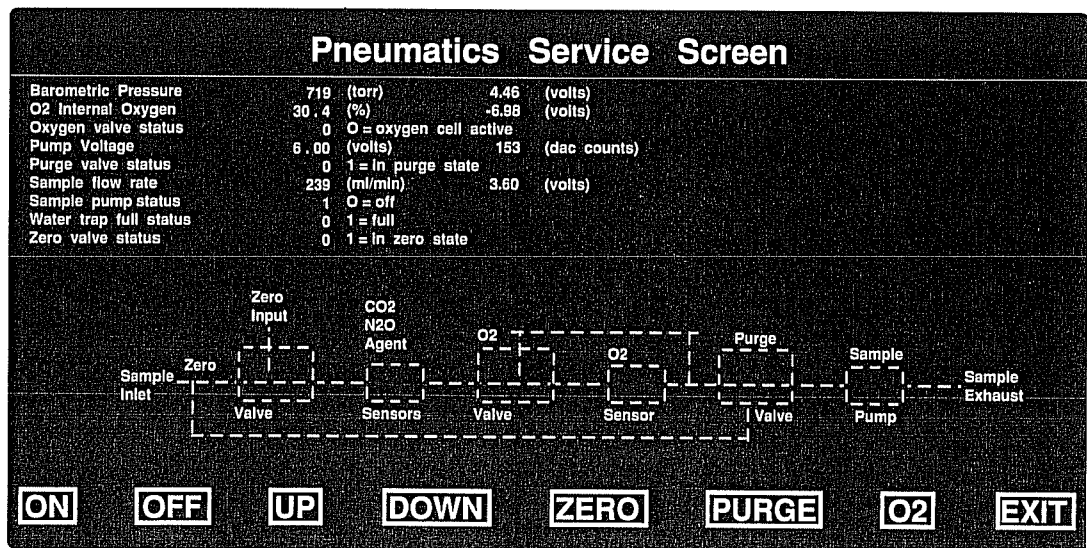 Pneumatics Service Screen
Barometric Pressure 719 (torr) 4.46 (volts)
O2 Internal Oxygen 30.4 (%) -6.98 (volts)
Oxygen valve status 0 O = oxygen cell active
Pump Voltage 6.00 (volts) 153 (dac counts)
Purge valve status 0 1 = in purge state
Sample flow rate 239 (ml/min) 3.60 (volts)
Sample pump status 1 O = off
Water trap full status 0 1 = full
Zero valve status 0 1 = in zero state
Zero
Input
CO2
N2O
Agent
O2
O2
Purge
Sample
Zero
Sample
Inlet
Sample
Exhaust
Valve
Sensors
Valve
Sensor
Valve
Pump
ON OFF UP DOWN ZERO PURGE O2 EXIT